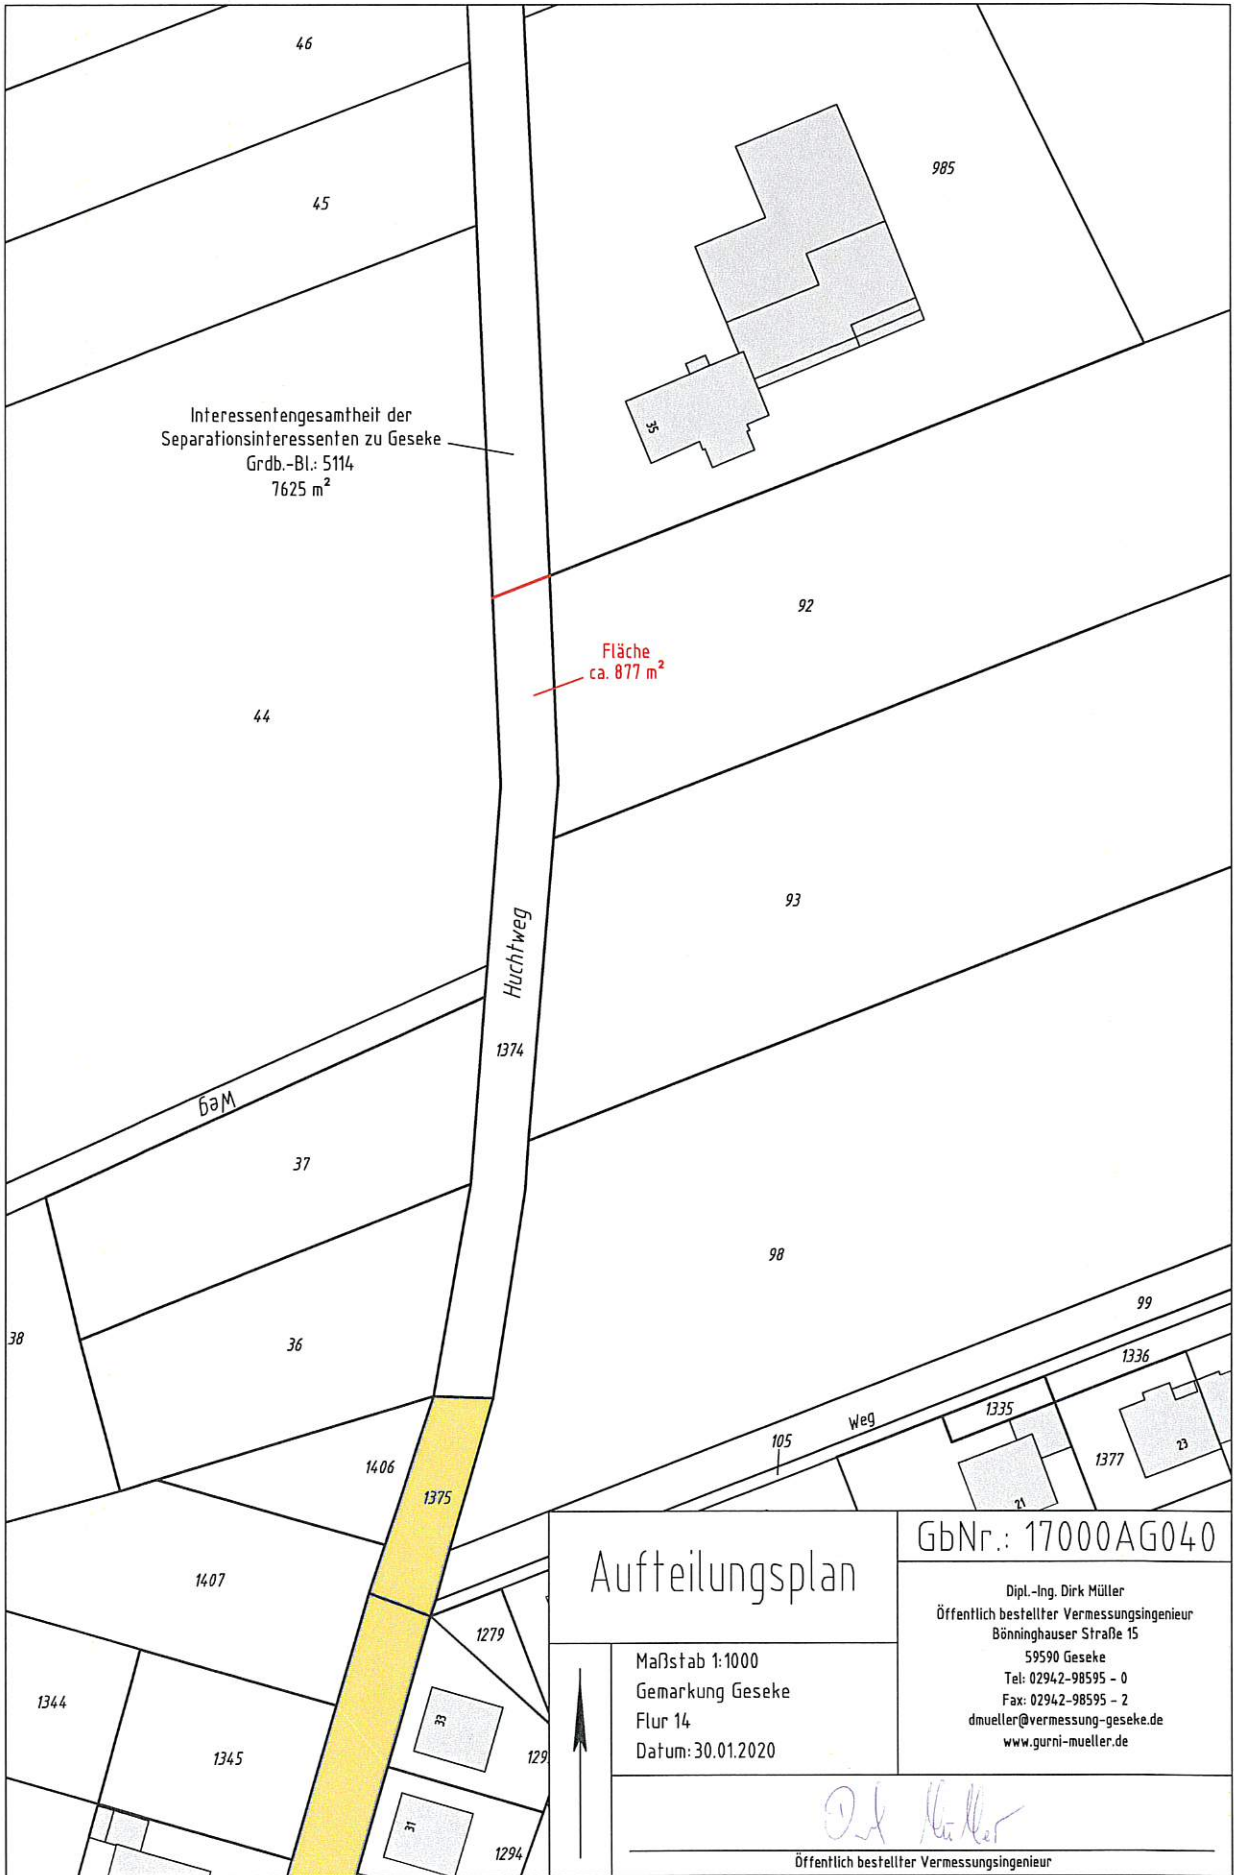 46
45
985
Interessentengesamtheit der
Separationsinteressenten zu Geseke
Grdb.-Bl.: 5114
7625 m²
35
92
Fläche
ca. 877 m²
44
93
Huchtweg
1374
Weg
37
98
38
36
99
1336
1335
Weg
105
1377
23
21
1406
1375
1407
1279
1344
1345
33
129
31
1294
Aufteilungsplan
GbNr.: 17000AG040
Dipl.-Ing. Dirk Müller
Öffentlich bestellter Vermessungsingenieur
Bönninghauser Straße 15
59590 Geseke
Tel: 02942-98595 - 0
Fax: 02942-98595 - 2
dmueller@vermessung-geseke.de
www.gurni-mueller.de
Maßstab 1:1000
Gemarkung Geseke
Flur 14
Datum: 30.01.2020
Dirk Müller
Öffentlich bestellter Vermessungsingenieur